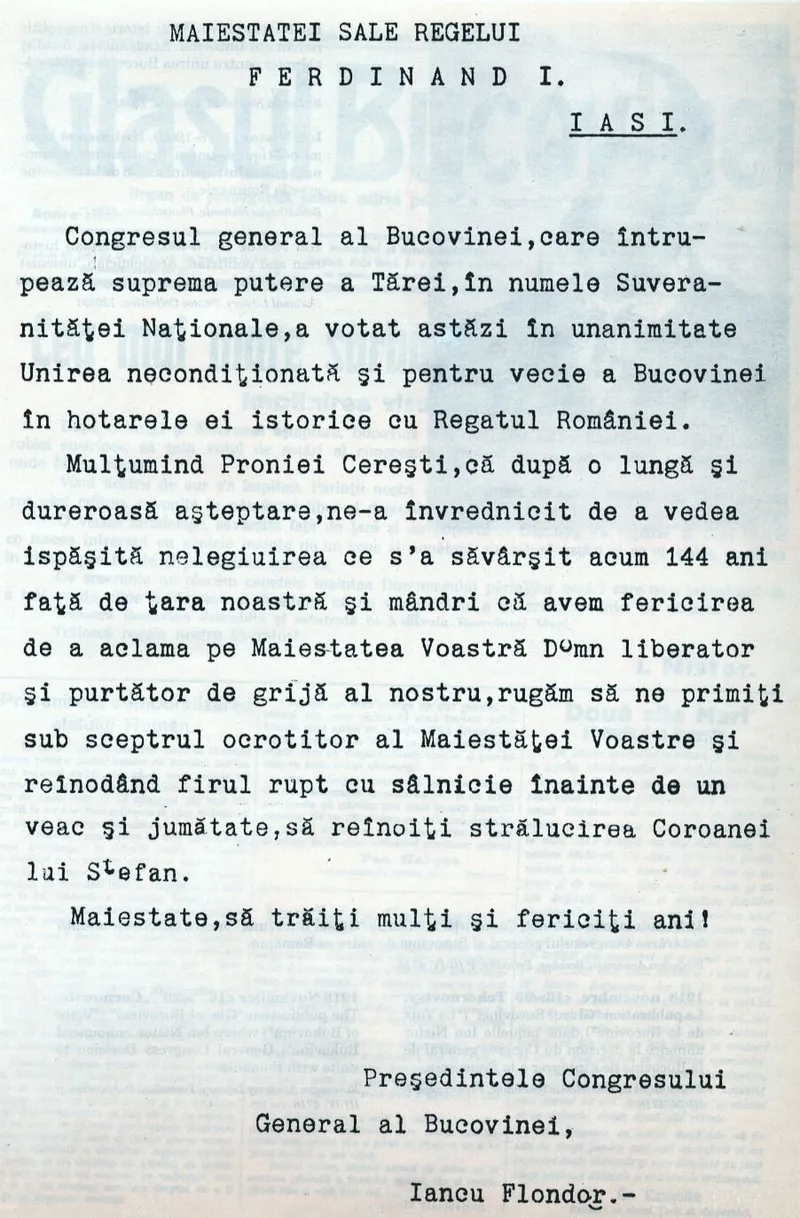 MAIESTATEI SALE REGELUI
F E R D I N A N D I.
I A S I.
Congresul general al Bucovinei,care întru-
pează suprema putere a Tărei,în numele Suvera-
nităţei Naţionale,a votat astăzi în unanimitate
Unirea necondiţionată şi pentru vecie a Bucovinei
în hotarele ei istorice cu Regatul României.
Mulţumind Proniei Cereşti,că după o lungă şi
dureroasă aşteptare,ne-a învrednicit de a vedea
ispăşită nelegiuirea ce s'a săvârşit acum 144 ani
faţă de ţara noastră şi mândri că avem fericirea
de a aclama pe Maiestatea Voastră Domn liberator
şi purtător de grijă al nostru,rugăm să ne primiţi
sub sceptrul ocrotitor al Maiestăţei Voastre şi
reînodând firul rupt cu sâlnicie înainte de un
veac şi jumătate,să reînoiţi strălucirea Coroanei
lui Stefan.
Maiestate,să trăiţi mulţi şi fericiţi ani!
Preşedintele Congresului
General al Bucovinei,
Iancu Flondor.-